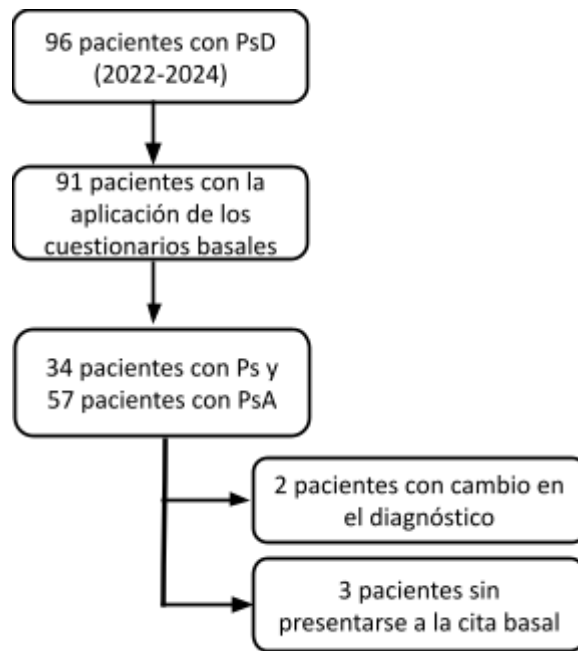 96 pacientes con PsD
(2022-2024)
91 pacientes con la
aplicación de los
cuestionarios basales
34 pacientes con Ps y
57 pacientes con PsA
2 pacientes con cambio en
el diagnóstico
3 pacientes sin
presentarse a la cita basal